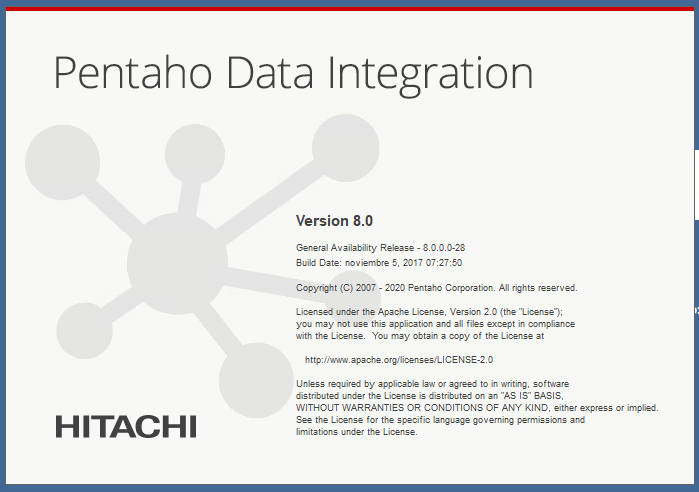 Pentaho Data Integration
Version 8.0
General Availability Release - 8.0.0.0-28
Build Date: noviembre 5, 2017 07:27:50
Copyright (C) 2007 - 2020 Pentaho Corporation. All rights reserved.
Licensed under the Apache License, Version 2.0 (the "License");
you may not use this application and all files except in compliance
with the License.  You may obtain a copy of the License at
http://www.apache.org/licenses/LICENSE-2.0
Unless required by applicable law or agreed to in writing, software
distributed under the License is distributed on an "AS IS" BASIS,
WITHOUT WARRANTIES OR CONDITIONS OF ANY KIND, either express or implied.
See the License for the specific language governing permissions and
limitations under the License.
HITACHI